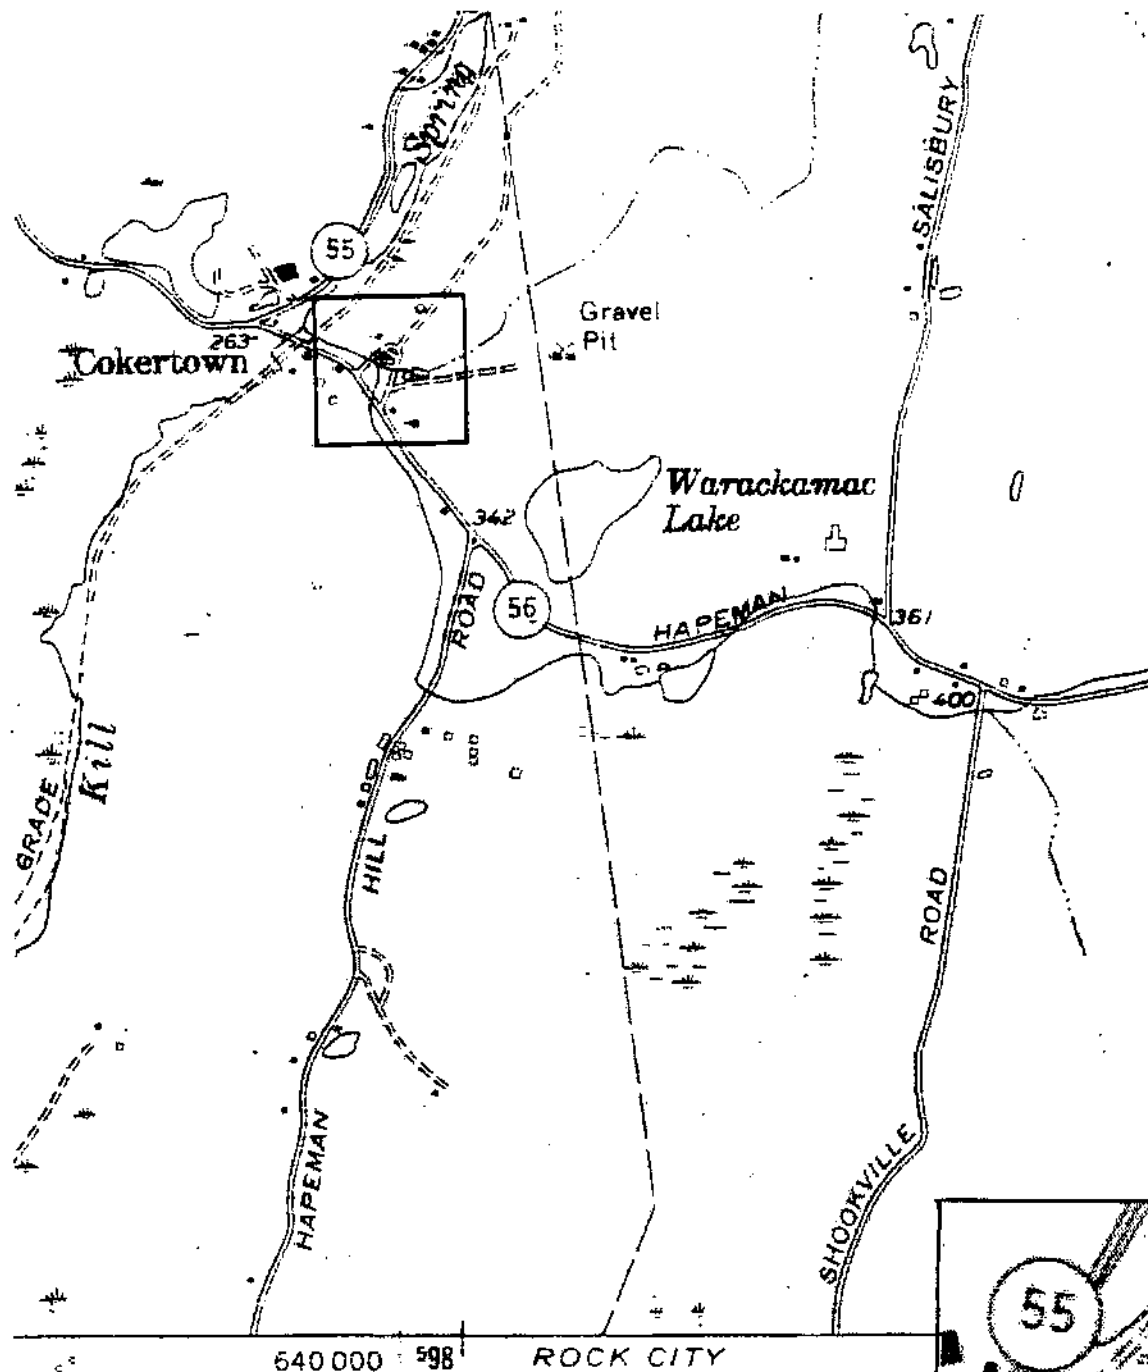 Spring
SALISBURY
55
Gravel
Pit
263
Cokertown
Warackamac
Lake
342
ROAD
56
HAPEMAN
361
400
Kill
GRADE
HILL
ROAD
HAPEMAN
SHOOKVILLE
55
640 000
598
ROCK CITY